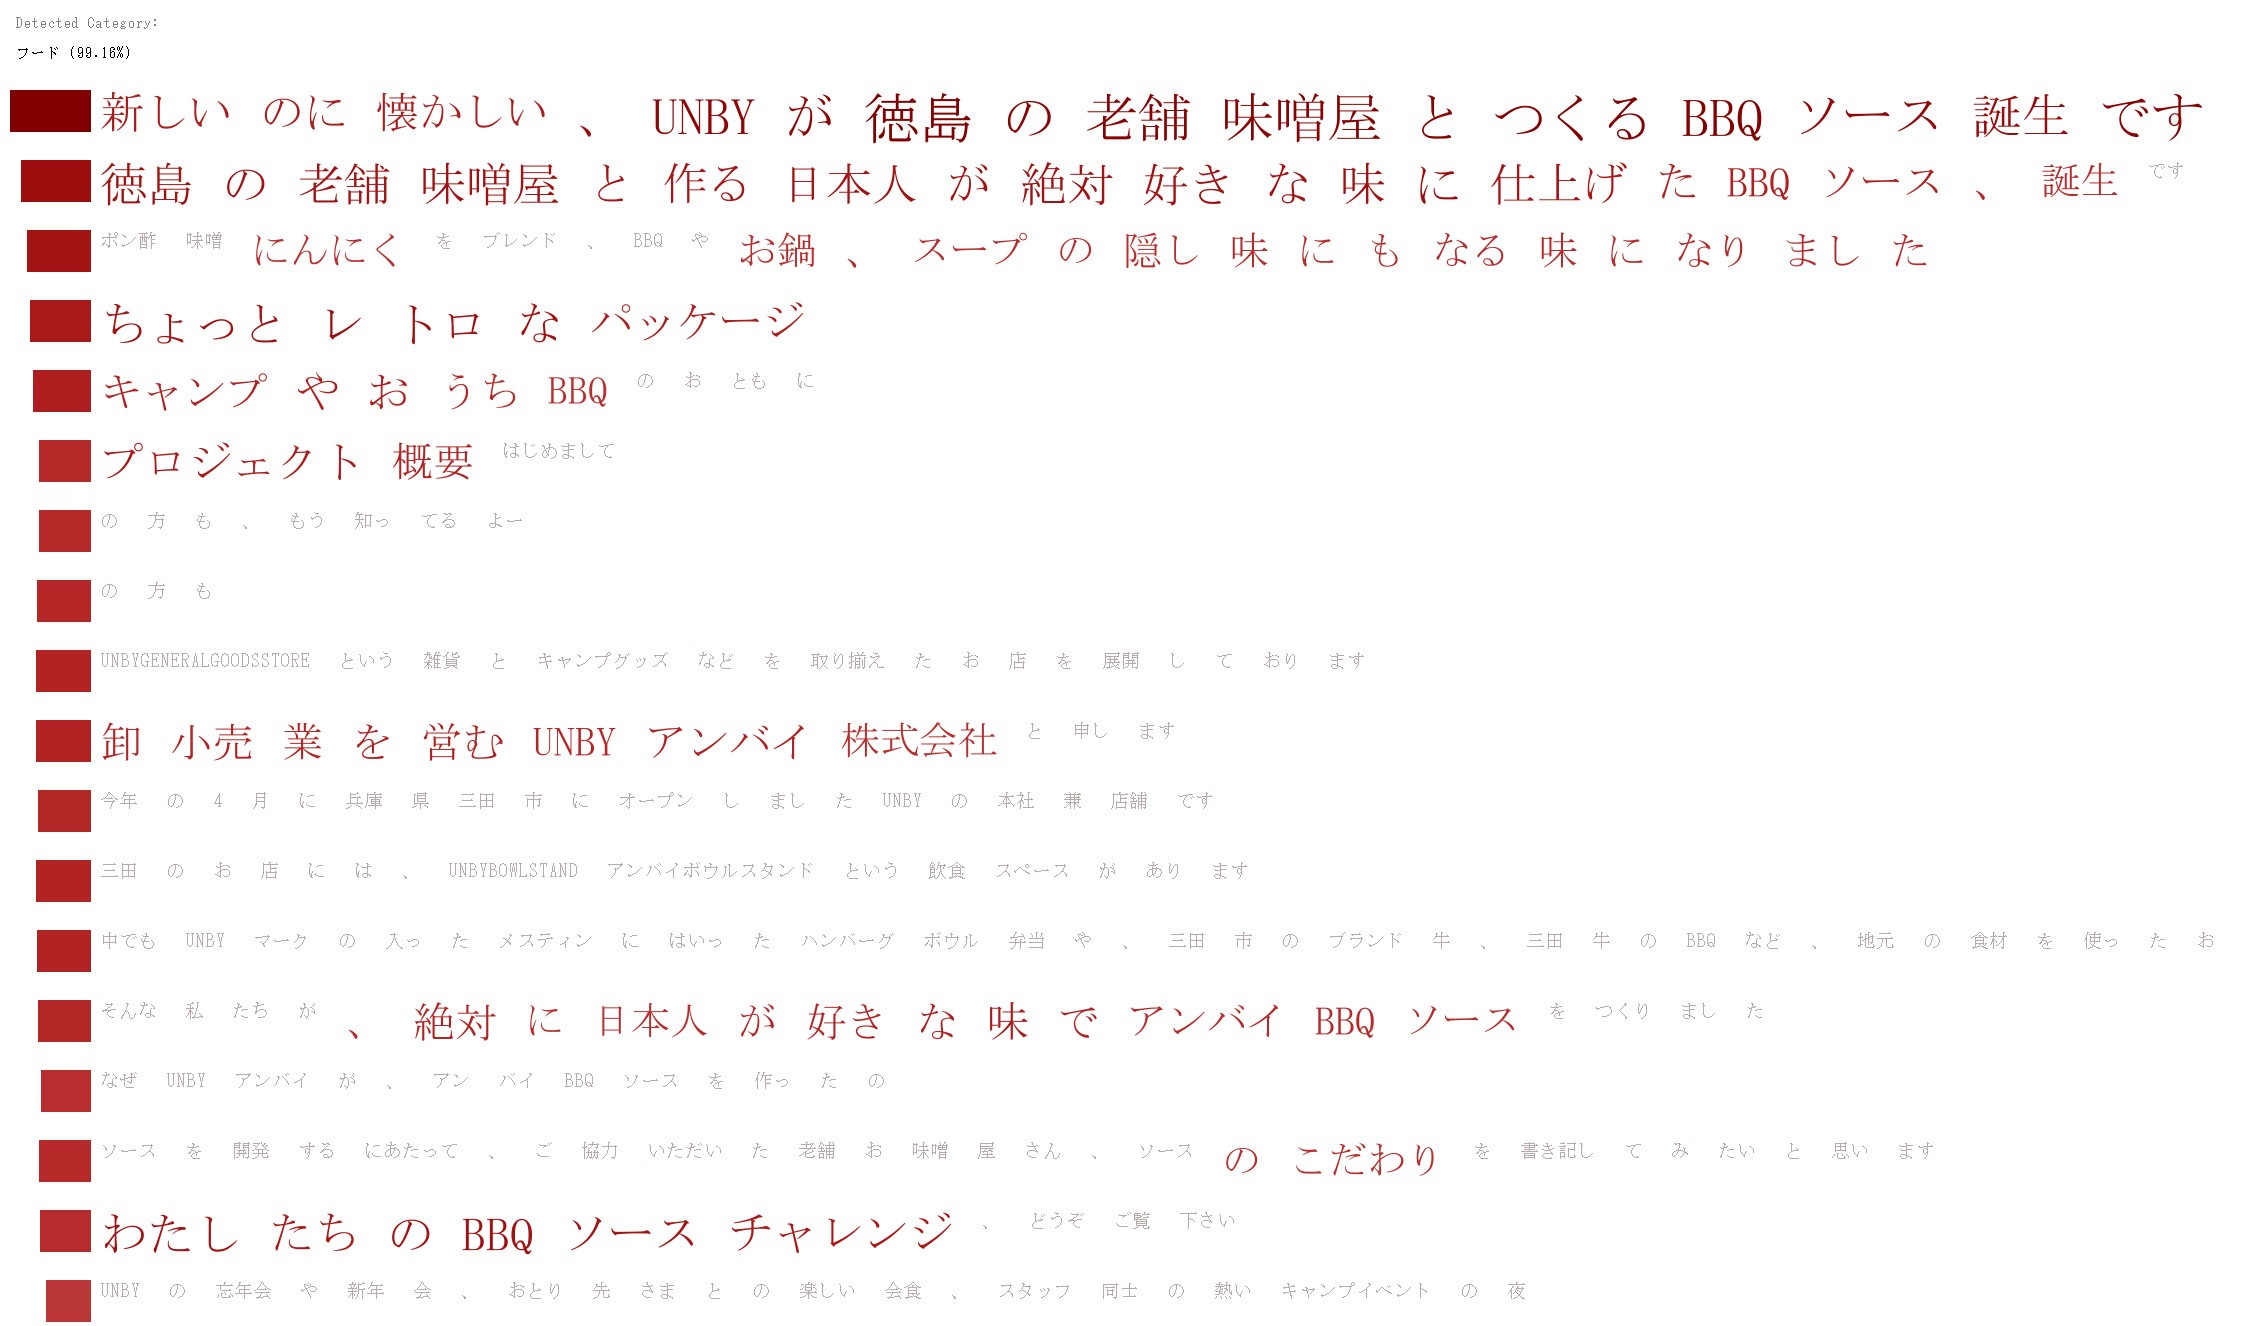 Detected Category:
フード (99.16%)
新しい のに 懐かしい 、 UNBY が 徳島 の 老舗 味噌屋 と つくる BBQ ソース 誕生 です
徳島 の 老舗 味噌屋 と 作る 日本人 が 絶対 好き な 味 に 仕上げ た BBQ ソース 、 誕生 です
ポン酢 味噌 にんにく を ブレンド 、 BBQ や お鍋 、 スープ の 隠し 味 に も なる 味 に なり まし た
ちょっと レ トロ な パッケージ
キャンプ や お うち BBQ の お ともに
プロジェクト 概要 はじめまして
の 方 も 、 もう 知っ てる よー
の 方 も
UNBYGENERALGOODSSTORE という 雑貨 と キャンプグッズ など を 取り揃え た お 店 を 展開 し て おり ます
卸 小売 業 を 営む UNBY アンバイ 株式会社 と 申し ます
今年 の 4 月 に 兵庫 県 三田 市 に オープン し まし た UNBY の 本社 兼 店舗 です
三田 の お 店 に は 、 UNBYBOWLSTAND アンバイボウルスタンド という 飲食 スペース が あり ます
中でも UNBY マーク の 入っ た メスティン に はいっ た ハンバーグ ボウル 弁当 や 、 三田 市 の ブランド 牛 、 三田 牛 の BBQ など 、 地元 の 食材 を 使っ た お
そんな 私 たち が 、 絶対 に 日本人 が 好き な 味 で アンバイ BBQ ソース を つくり まし た
なぜ UNBY アンバイ が 、 アン バイ BBQ ソース を 作っ た の
ソース を 開発 する にあたって 、 ご 協力 いただい た 老舗 お 味噌 屋 さん 、 ソース の こだわり を 書き記し て み たい と 思い ます
わたし たち の BBQ ソース チャレンジ 、 どうぞ ご覧 下さい
UNBY の 忘年会 や 新年 会 、 おとり 先 さま と の 楽しい 会食 、 スタッフ 同士 の 熱い キャンプイベント の 夜